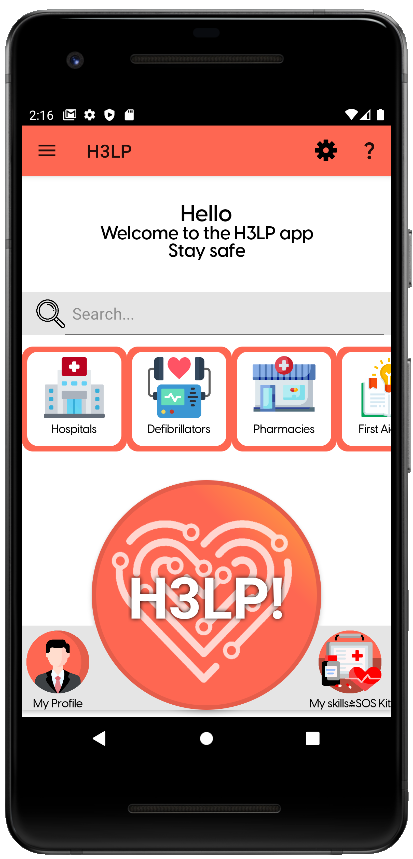 2:16
H3LP
?
Hello
Welcome to the H3LP app
Stay safe
Search...
Hospitals
Defibrillators
Pharmacies
First Ai
H3LP!
My Profile
My skills&SOS Kit